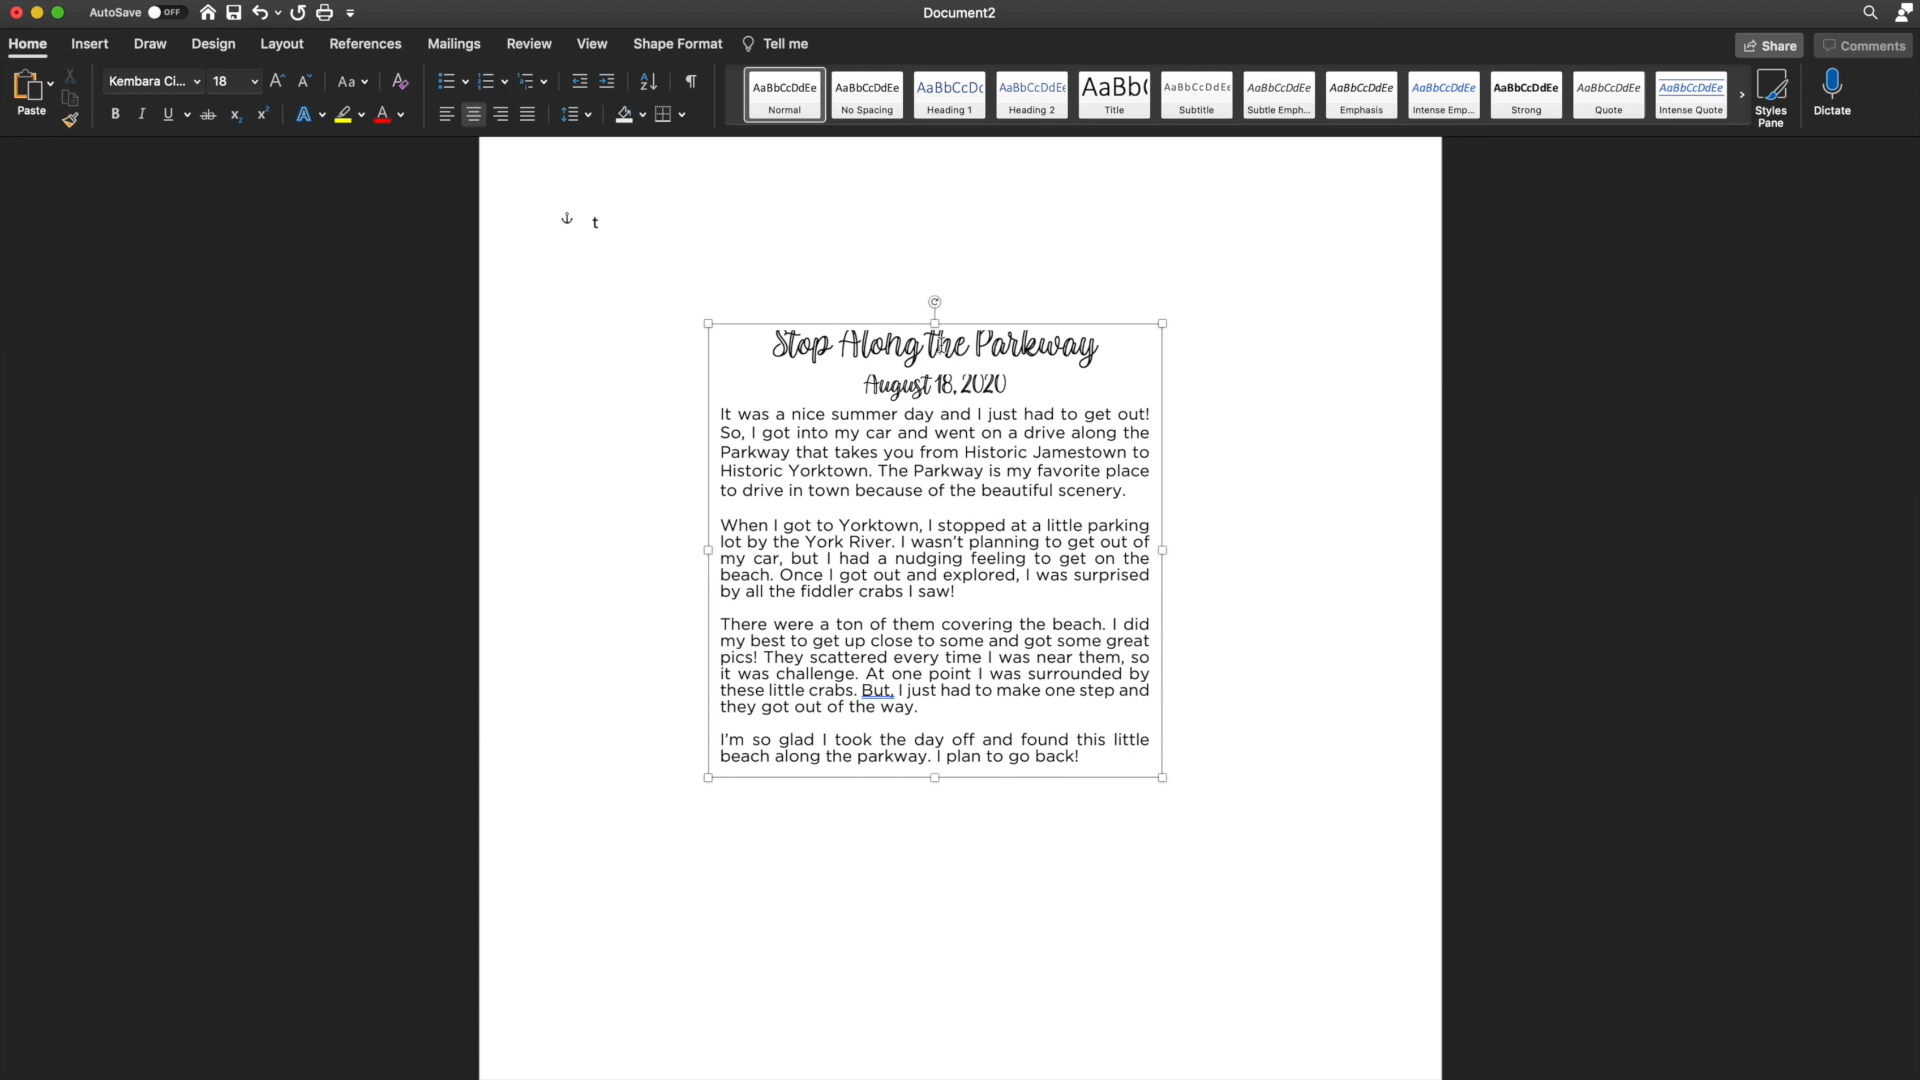 AutoSave OFF
Document2
Home Insert Draw Design Layout References Mailings Review View Shape Format Tell me
Share Comments
Paste
Kembara Ci... 18 Aa
B I U ab x₂ x² A A
AaBbCcDdEe Normal
AaBbCcDdEe No Spacing
AaBbCcDc Heading 1
AaBbCcDdEe Heading 2
AaBb( Title
AaBbCcDdEe Subtitle
AaBbCcDdEe Subtle Emph...
AaBbCcDdEe Emphasis
AaBbCcDdEe Intense Emp...
AaBbCcDdEe Strong
AaBbCcDdEe Quote
AaBbCcDdEe Intense Quote
Styles
Pane
Dictate
t
Stop Along the Parkway
August 18, 2020
It was a nice summer day and I just had to get out!
So, I got into my car and went on a drive along the
Parkway that takes you from Historic Jamestown to
Historic Yorktown. The Parkway is my favorite place
to drive in town because of the beautiful scenery.
When I got to Yorktown, I stopped at a little parking
lot by the York River. I wasn’t planning to get out of
my car, but I had a nudging feeling to get on the
beach. Once I got out and explored, I was surprised
by all the fiddler crabs I saw!
There were a ton of them covering the beach. I did
my best to get up close to some and got some great
pics! They scattered every time I was near them, so
it was challenge. At one point I was surrounded by
these little crabs. But, I just had to make one step and
they got out of the way.
I’m so glad I took the day off and found this little
beach along the parkway. I plan to go back!